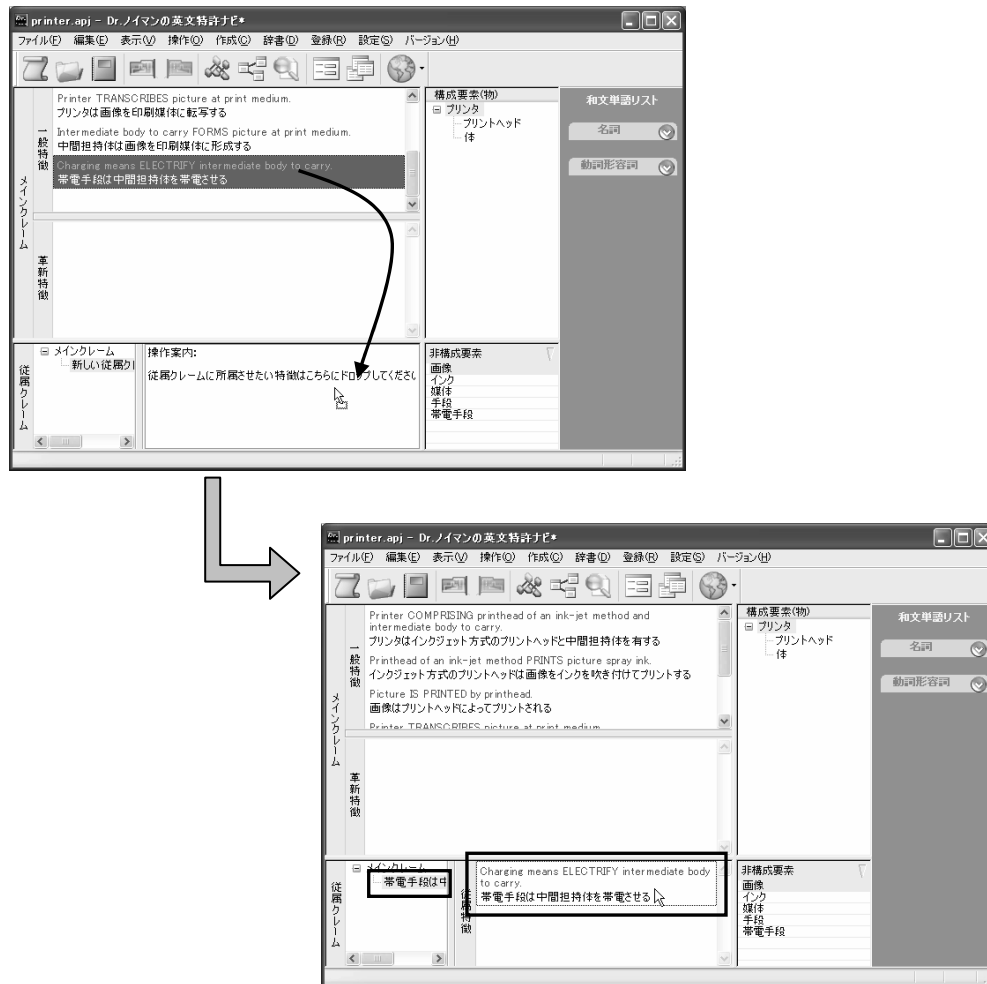 printer.apj - Dr.ノイマンの英文特許ナビ*
ファイル(F) 編集(E) 表示(V) 操作(O) 作成(C) 辞書(D) 登録(R) 設定(S) バージョン(H)
メインクレーム
一般特徴
Printer TRANSCRIBES picture at print medium.
プリンタは画像を印刷媒体に転写する
Intermediate body to carry FORMS picture at print medium.
中間担持体は画像を印刷媒体に形成する
Charging means ELECTRIFY intermediate body to carry.
帯電手段は中間担持体を帯電させる
革新特徴
構成要素(物)
プリンタ
プリントヘッド
体
和文単語リスト
名詞
動詞形容詞
従属クレーム
メインクレーム
新しい従属ク
操作案内:
従属クレームに所属させたい特徴はこちらにドロップしてくださ
非構成要素
画像
インク
媒体
手段
帯電手段
printer.apj - Dr.ノイマンの英文特許ナビ*
ファイル(F) 編集(E) 表示(V) 操作(O) 作成(C) 辞書(D) 登録(R) 設定(S) バージョン(H)
メインクレーム
一般特徴
Printer COMPRISING printhead of an ink-jet method and
intermediate body to carry.
プリンタはインクジェット方式のプリントヘッドと中間担持体を有する
Printhead of an ink-jet method PRINTS picture spray ink.
インクジェット方式のプリントヘッドは画像をインクを吹き付けてプリントする
Picture IS PRINTED by printhead.
画像はプリントヘッドによってプリントされる
Printer TRANSCRIBES picture at print medium.
革新特徴
構成要素(物)
プリンタ
プリントヘッド
体
和文単語リスト
名詞
動詞形容詞
従属クレーム
メインクレーム
帯電手段は中
従属特徴
Charging means ELECTRIFY intermediate body
to carry.
帯電手段は中間担持体を帯電させる
非構成要素
画像
インク
媒体
手段
帯電手段